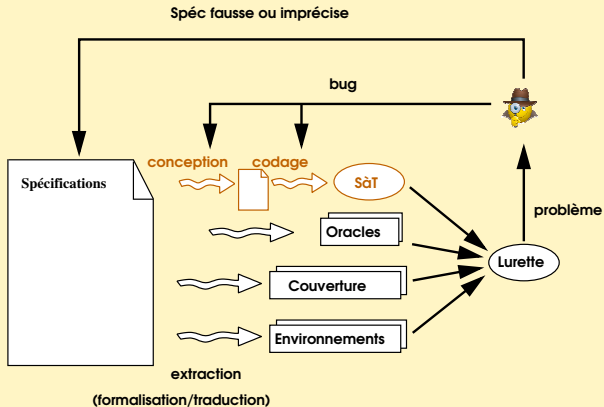 Spéc fausse ou imprécise
bug
conception
codage
Spécifications
SàT
problème
Oracles
Lurette
Couverture
Environnements
extraction
(formalisation/traduction)